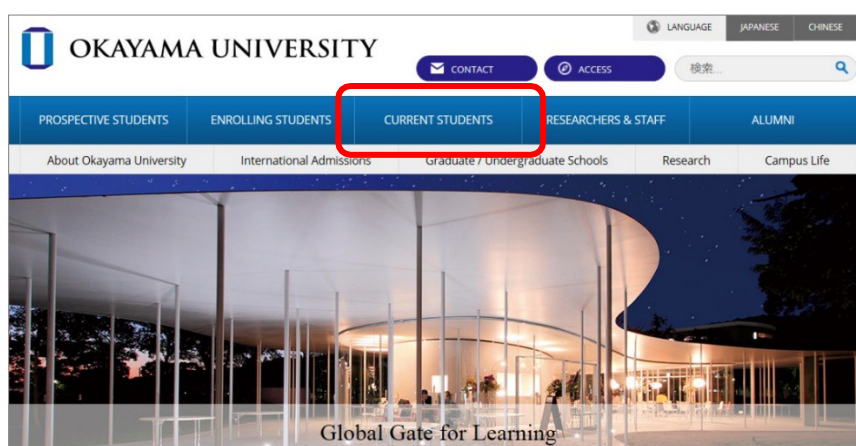 LANGUAGE JAPANESE CHINESE
OKAYAMA UNIVERSITY
CONTACT ACCESS 検索...
PROSPECTIVE STUDENTS ENROLLING STUDENTS CURRENT STUDENTS RESEARCHERS & STAFF ALUMNI
About Okayama University International Admissions Graduate / Undergraduate Schools Research Campus Life
Global Gate for Learning